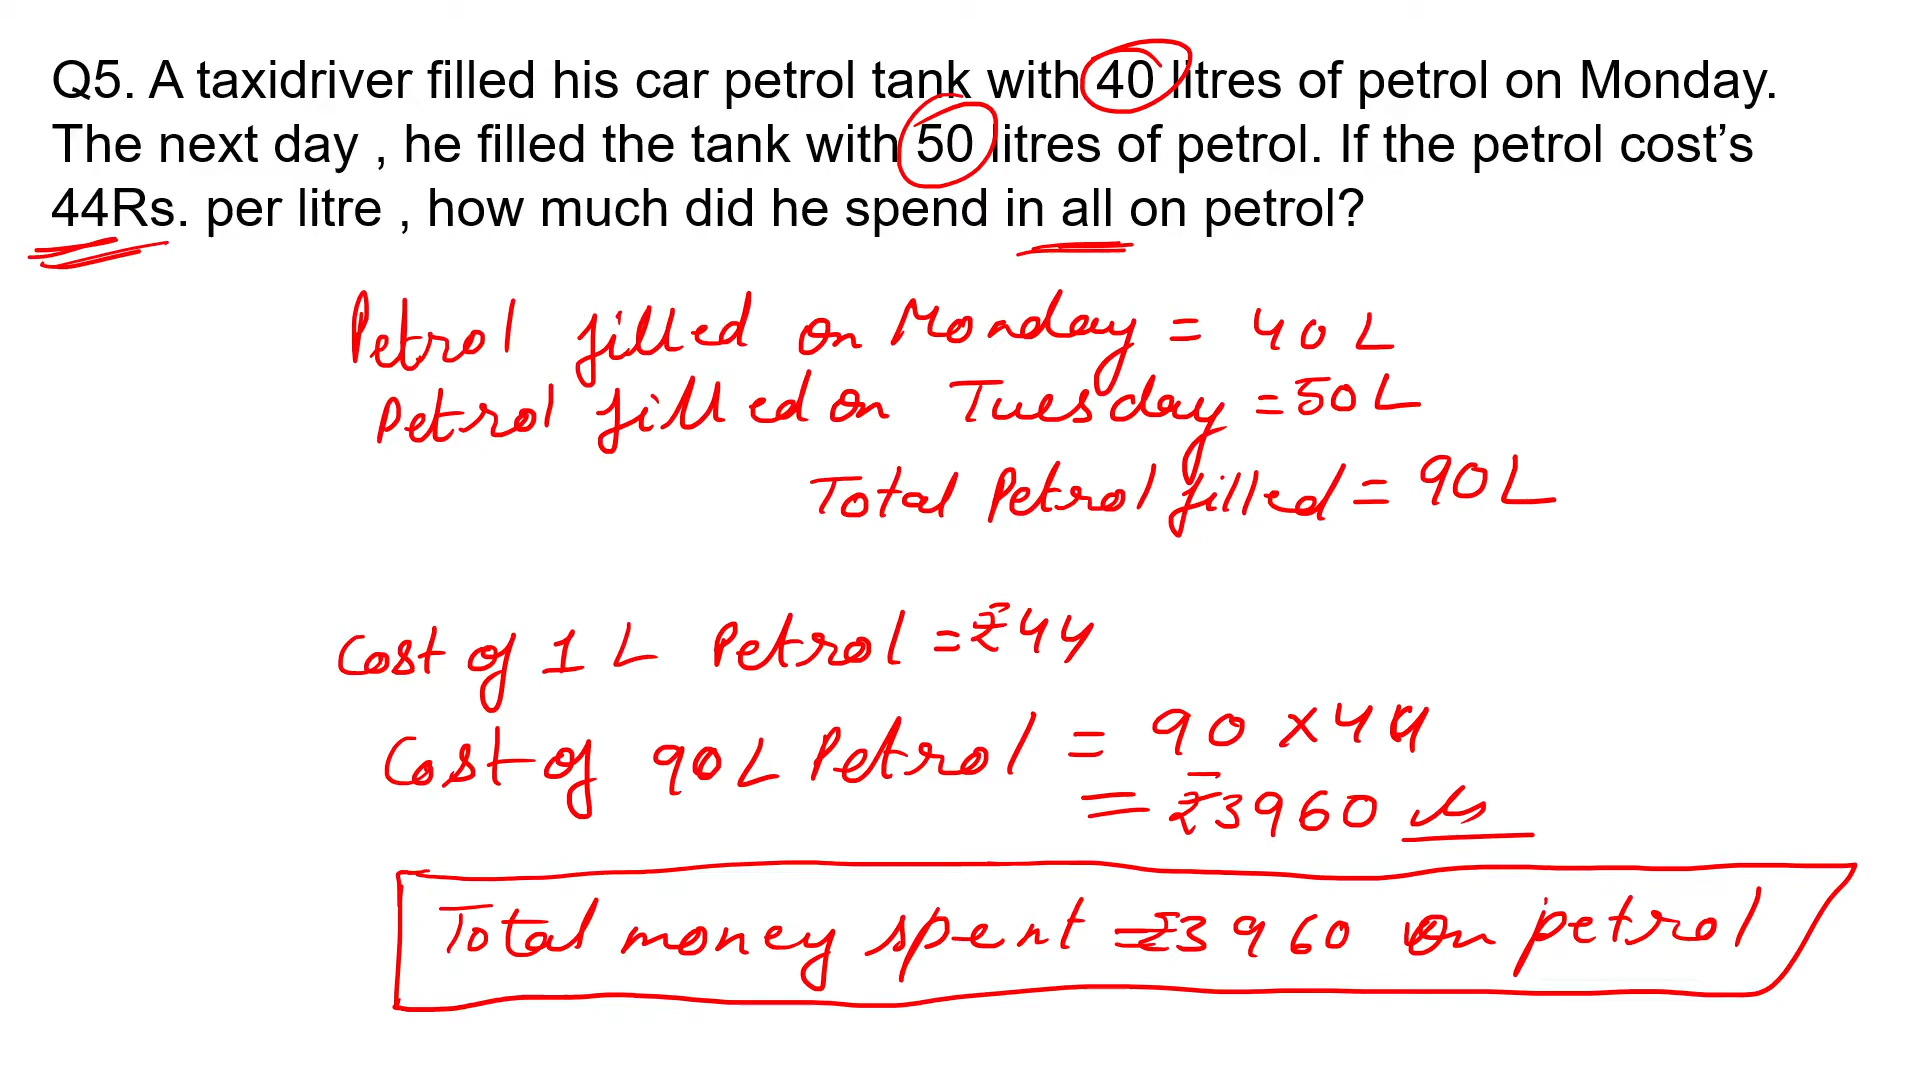 Q5. A taxidriver filled his car petrol tank with 40 litres of petrol on Monday.
The next day , he filled the tank with 50 litres of petrol. If the petrol cost’s
44Rs. per litre , how much did he spend in all on petrol?
Petrol filled on Monday = 40 L
Petrol filled on Tuesday = 50 L
Total Petrol filled = 90 L
Cost of 1 L Petrol = ₹44
Cost of 90 L Petrol = 90 × 44
= ₹3960
Total money spent = ₹3960 on petrol